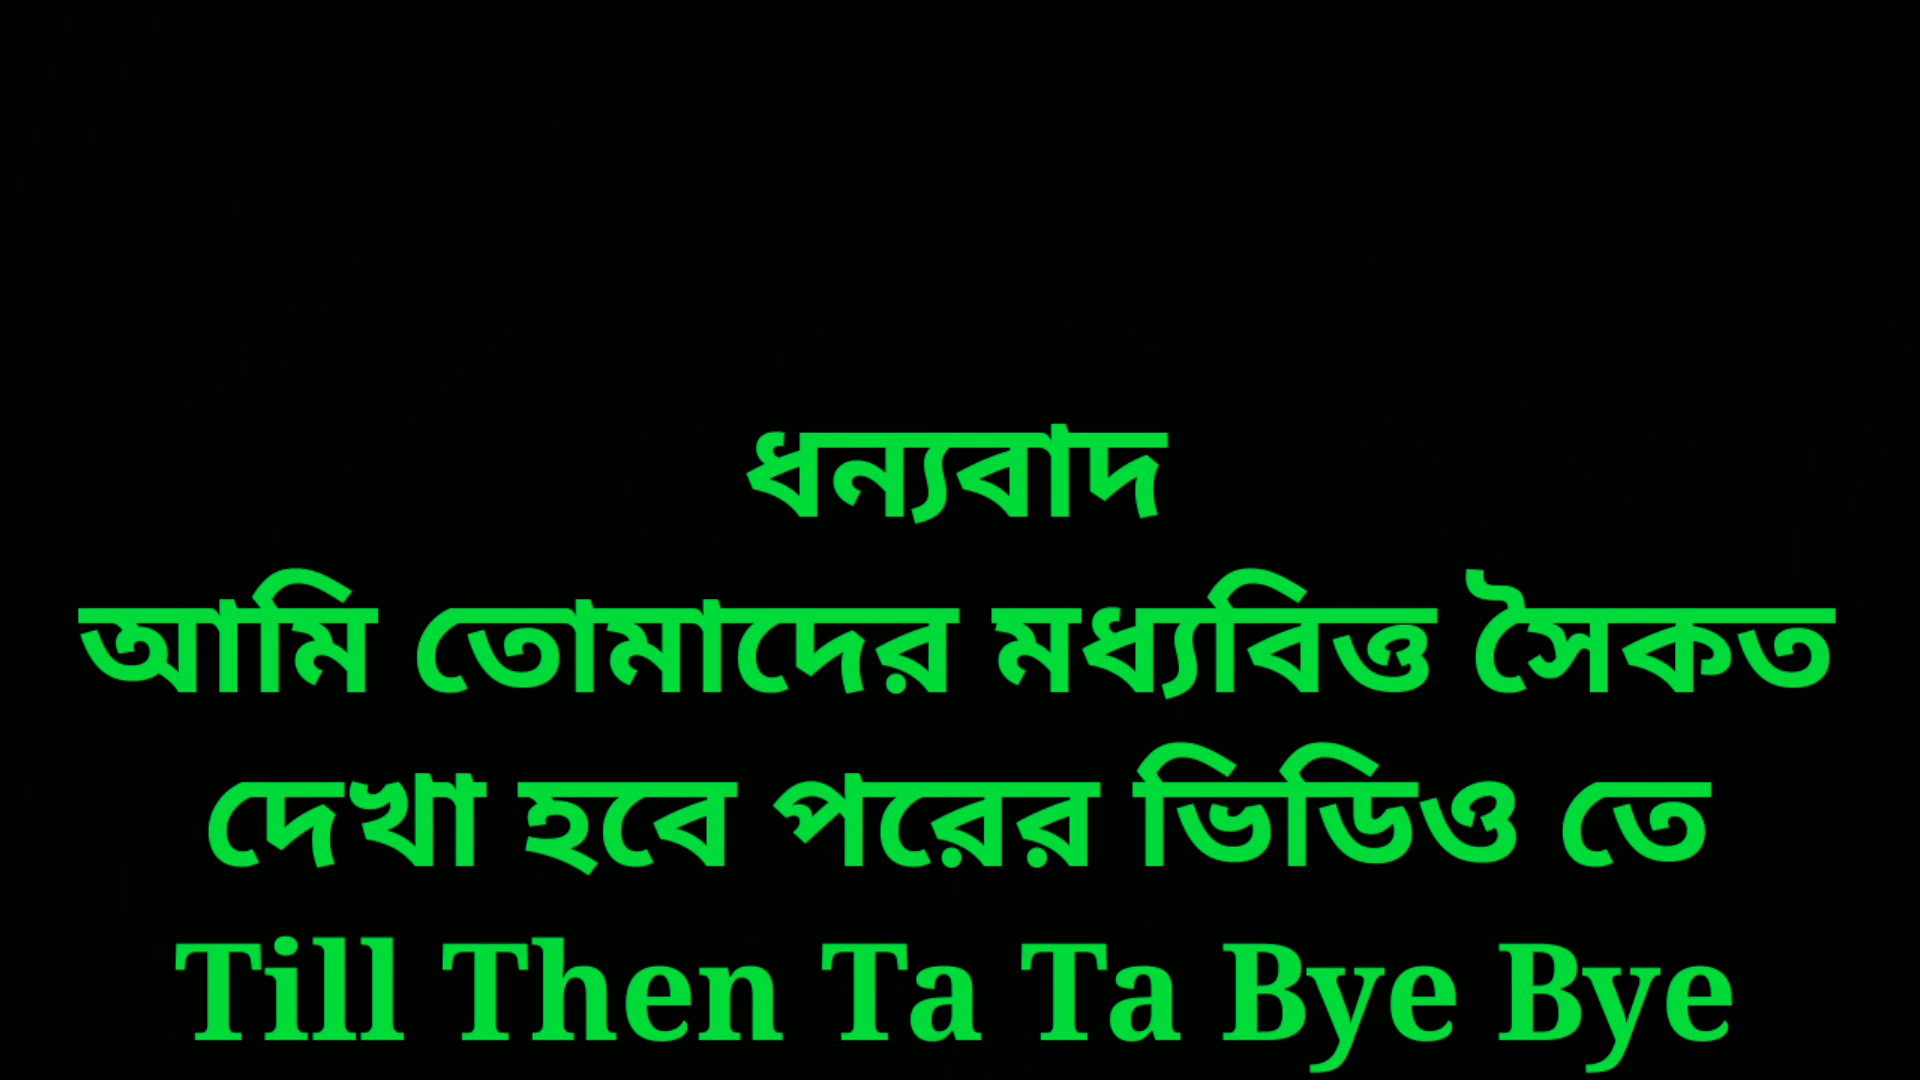 ধন্যবাদ
আমি তোমাদের মধ্যবিত্ত সৈকত
দেখা হবে পরের ভিডিও তে
Till Then Ta Ta Bye Bye